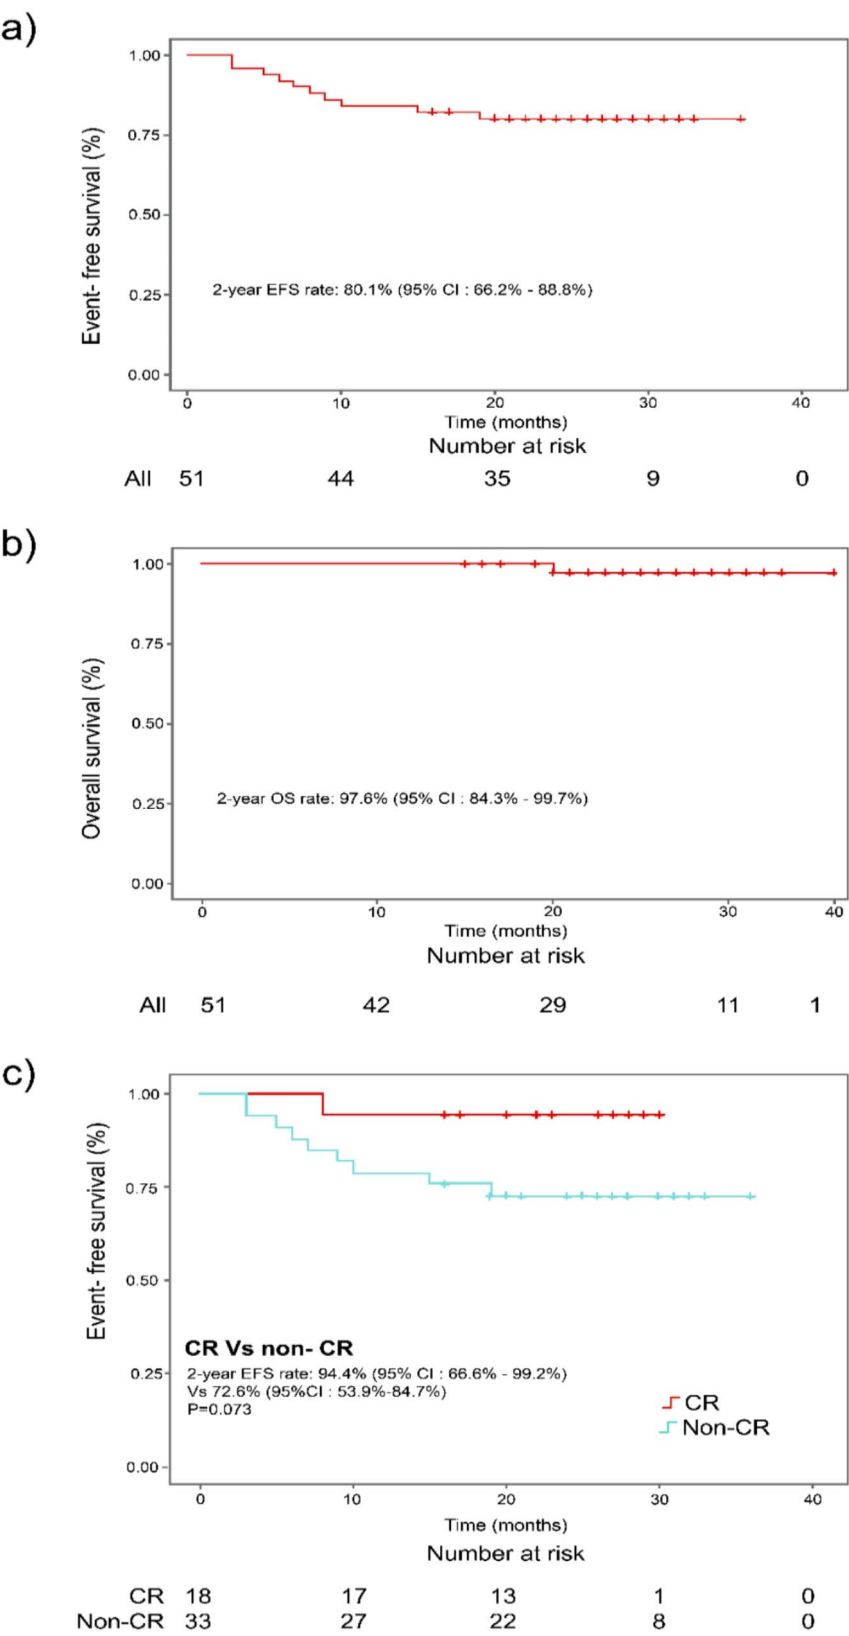 a)
Event- free survival (%)
1.00
0.75
0.50
0.25
0.00
2-year EFS rate: 80.1% (95% CI : 66.2% - 88.8%)
0 10 20 30 40
Time (months)
Number at risk
All 51 44 35 9 0
b)
Overall survival (%)
1.00
0.75
0.50
0.25
0.00
2-year OS rate: 97.6% (95% CI : 84.3% - 99.7%)
0 10 20 30 40
Time (months)
Number at risk
All 51 42 29 11 1
c)
Event- free survival (%)
1.00
0.75
0.50
0.25
0.00
CR Vs non- CR
2-year EFS rate: 94.4% (95% CI : 66.6% - 99.2%)
Vs 72.6% (95%CI : 53.9%-84.7%)
P=0.073
CR
Non-CR
0 10 20 30 40
Time (months)
Number at risk
CR 18 17 13 1 0
Non-CR 33 27 22 8 0